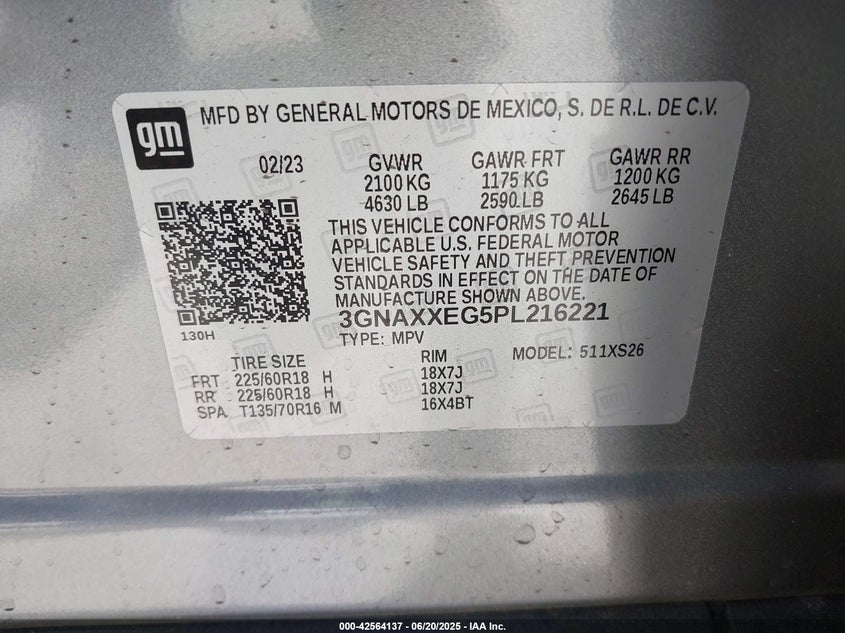 gm
MFD BY GENERAL MOTORS DE MEXICO, S. DE R.L. DE C.V.
02/23 GVWR GAWR FRT GAWR RR
2100 KG 1175 KG 1200 KG
4630 LB 2590 LB 2645 LB
THIS VEHICLE CONFORMS TO ALL
APPLICABLE U.S. FEDERAL MOTOR
VEHICLE SAFETY AND THEFT PREVENTION
STANDARDS IN EFFECT ON THE DATE OF
MANUFACTURE SHOWN ABOVE.
3GNAXXEG5PL216221
130H
TYPE: MPV MODEL: 511XS26
TIRE SIZE RIM
FRT 225/60R18 H 18X7J
RR 225/60R18 H 18X7J
SPA T135/70R16 M 16X4BT
000-42564137 - 06/20/2025 - IAA Inc.